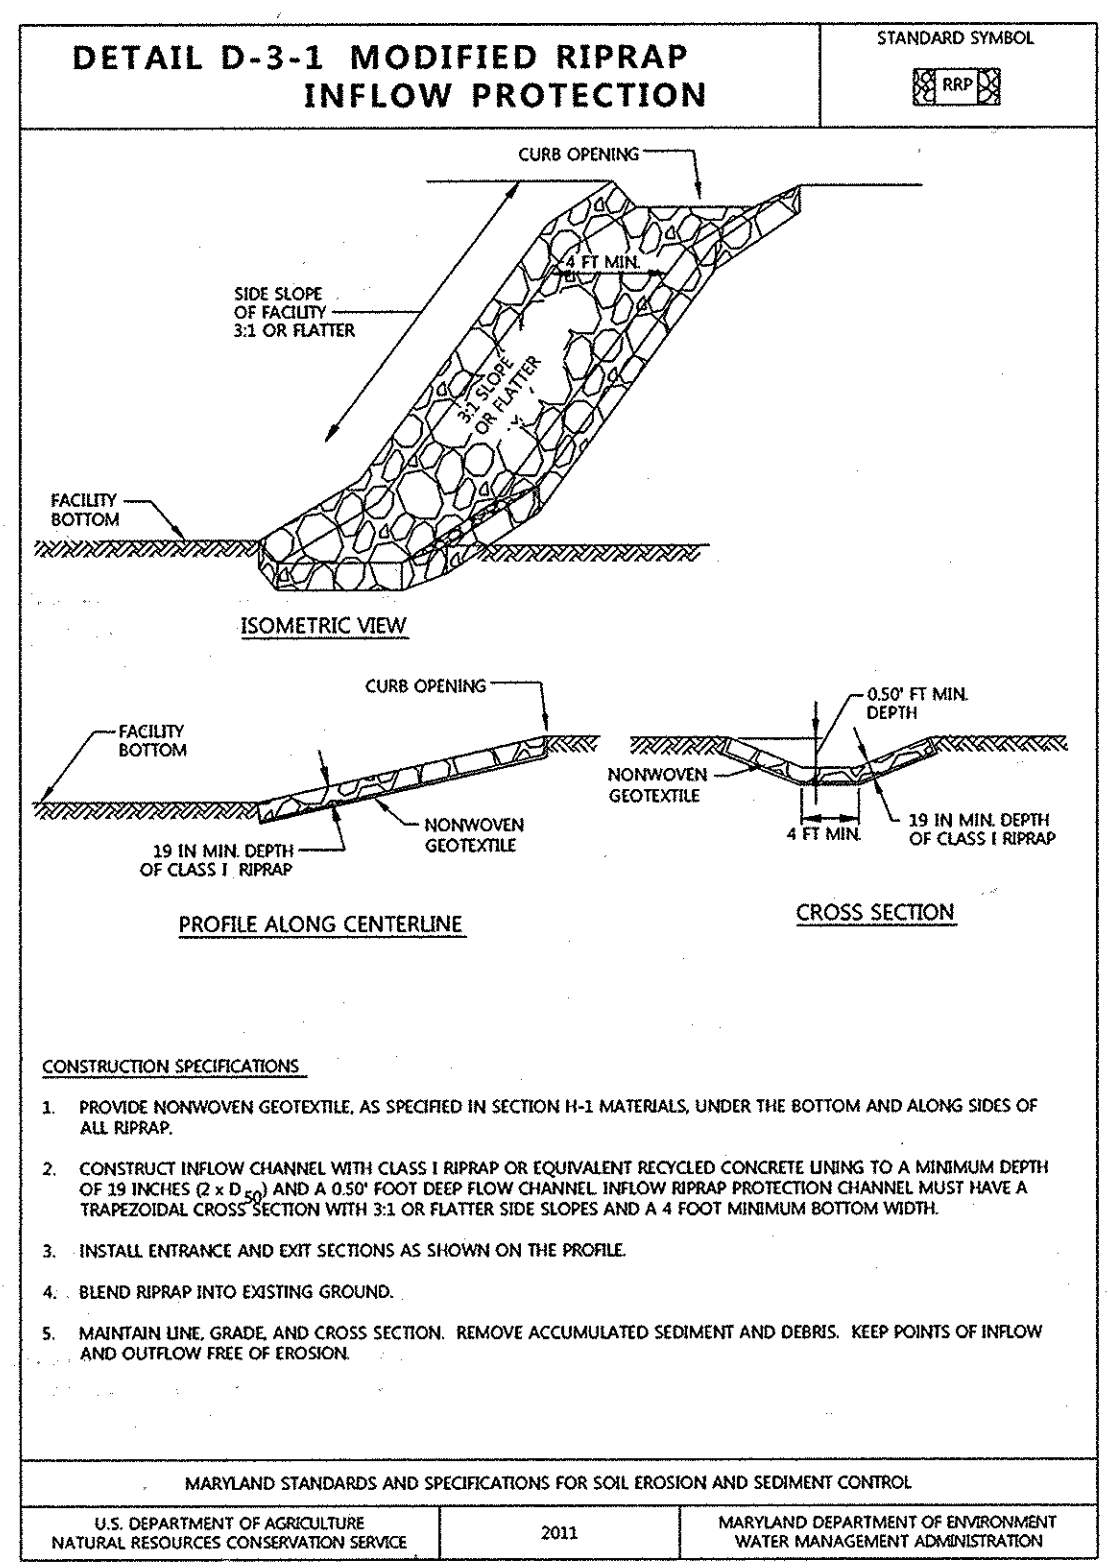 DETAIL D-3-1 MODIFIED RIPRAP
INFLOW PROTECTION
STANDARD SYMBOL
RRP
CURB OPENING
4 FT MIN.
SIDE SLOPE
OF FACILITY
3:1 OR FLATTER
3:1 SLOPE
OR FLATTER
FACILITY
BOTTOM
ISOMETRIC VIEW
CURB OPENING
FACILITY
BOTTOM
NONWOVEN
GEOTEXTILE
19 IN MIN. DEPTH
OF CLASS I RIPRAP
PROFILE ALONG CENTERLINE
0.50' FT MIN.
DEPTH
NONWOVEN
GEOTEXTILE
4 FT MIN.
19 IN MIN. DEPTH
OF CLASS I RIPRAP
CROSS SECTION
CONSTRUCTION SPECIFICATIONS
1. PROVIDE NONWOVEN GEOTEXTILE, AS SPECIFIED IN SECTION H-1 MATERIALS, UNDER THE BOTTOM AND ALONG SIDES OF
ALL RIPRAP.
2. CONSTRUCT INFLOW CHANNEL WITH CLASS I RIPRAP OR EQUIVALENT RECYCLED CONCRETE LINING TO A MINIMUM DEPTH
OF 19 INCHES (2 x D50) AND A 0.50' FOOT DEEP FLOW CHANNEL. INFLOW RIPRAP PROTECTION CHANNEL MUST HAVE A
TRAPEZOIDAL CROSS SECTION WITH 3:1 OR FLATTER SIDE SLOPES AND A 4 FOOT MINIMUM BOTTOM WIDTH.
3. INSTALL ENTRANCE AND EXIT SECTIONS AS SHOWN ON THE PROFILE.
4. BLEND RIPRAP INTO EXISTING GROUND.
5. MAINTAIN LINE, GRADE, AND CROSS SECTION. REMOVE ACCUMULATED SEDIMENT AND DEBRIS. KEEP POINTS OF INFLOW
AND OUTFLOW FREE OF EROSION.
MARYLAND STANDARDS AND SPECIFICATIONS FOR SOIL EROSION AND SEDIMENT CONTROL
U.S. DEPARTMENT OF AGRICULTURE
NATURAL RESOURCES CONSERVATION SERVICE
2011
MARYLAND DEPARTMENT OF ENVIRONMENT
WATER MANAGEMENT ADMINISTRATION